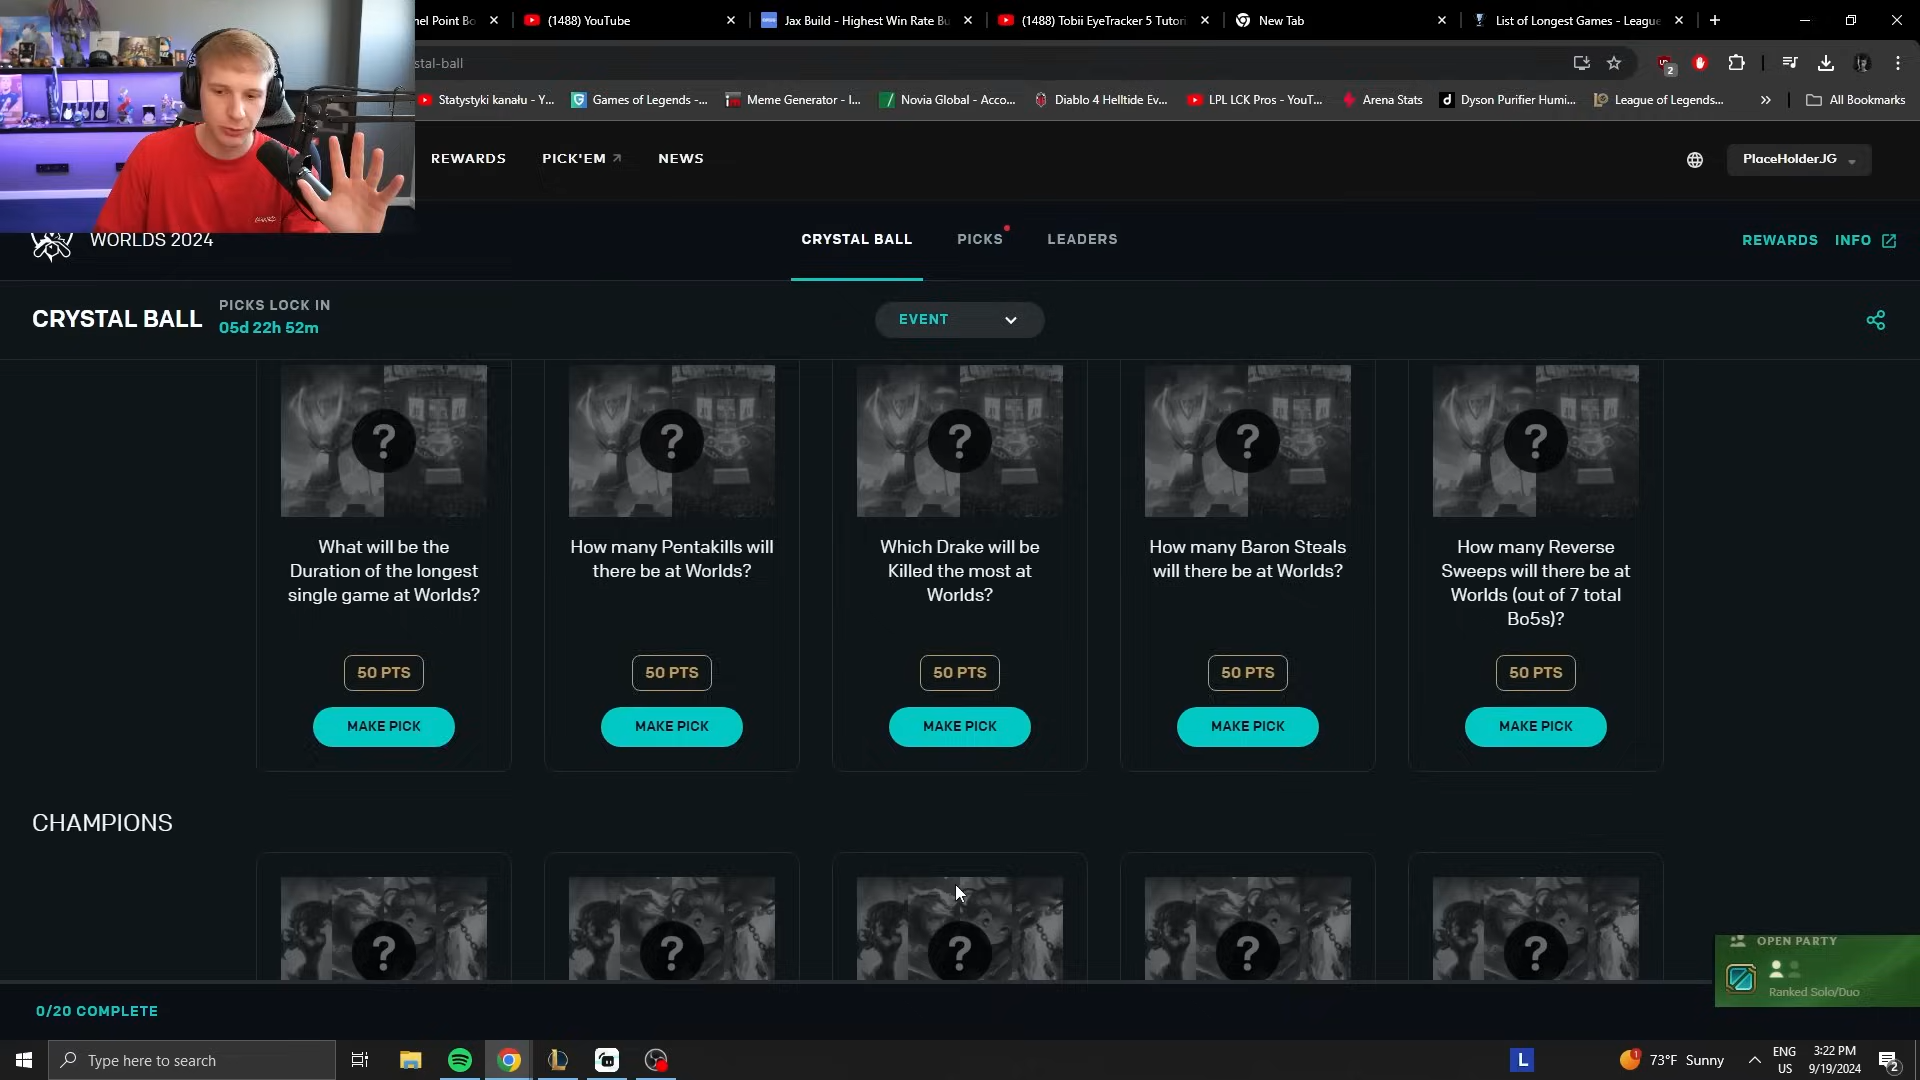 nel Point Bo
(1488) YouTube
Jax Build - Highest Win Rate Bu
(1488) Tobii EyeTracker 5 Tutori
New Tab
List of Longest Games - League
stal-ball
2
Statystyki kanału - Y...
Games of Legends -...
Meme Generator - I...
Novia Global - Acco...
Diablo 4 Helltide Ev...
LPL LCK Pros - YouT...
Arena Stats
Dyson Purifier Humi...
League of Legends...
»
All Bookmarks
REWARDS
PICK'EM
NEWS
PlaceHolderJG
WORLDS 2024
CRYSTAL BALL
PICKS
LEADERS
REWARDS
INFO
CRYSTAL BALL
PICKS LOCK IN
05d 22h 52m
EVENT
?
?
?
?
?
What will be the
Duration of the longest
single game at Worlds?
How many Pentakills will
there be at Worlds?
Which Drake will be
Killed the most at
Worlds?
How many Baron Steals
will there be at Worlds?
How many Reverse
Sweeps will there be at
Worlds (out of 7 total
Bo5s)?
50 PTS
50 PTS
50 PTS
50 PTS
50 PTS
MAKE PICK
MAKE PICK
MAKE PICK
MAKE PICK
MAKE PICK
CHAMPIONS
?
?
?
?
?
OPEN PARTY
Ranked Solo/Duo
0/20 COMPLETE
Type here to search
L
1
73°F Sunny
ENG
US
3:22 PM
9/19/2024
2